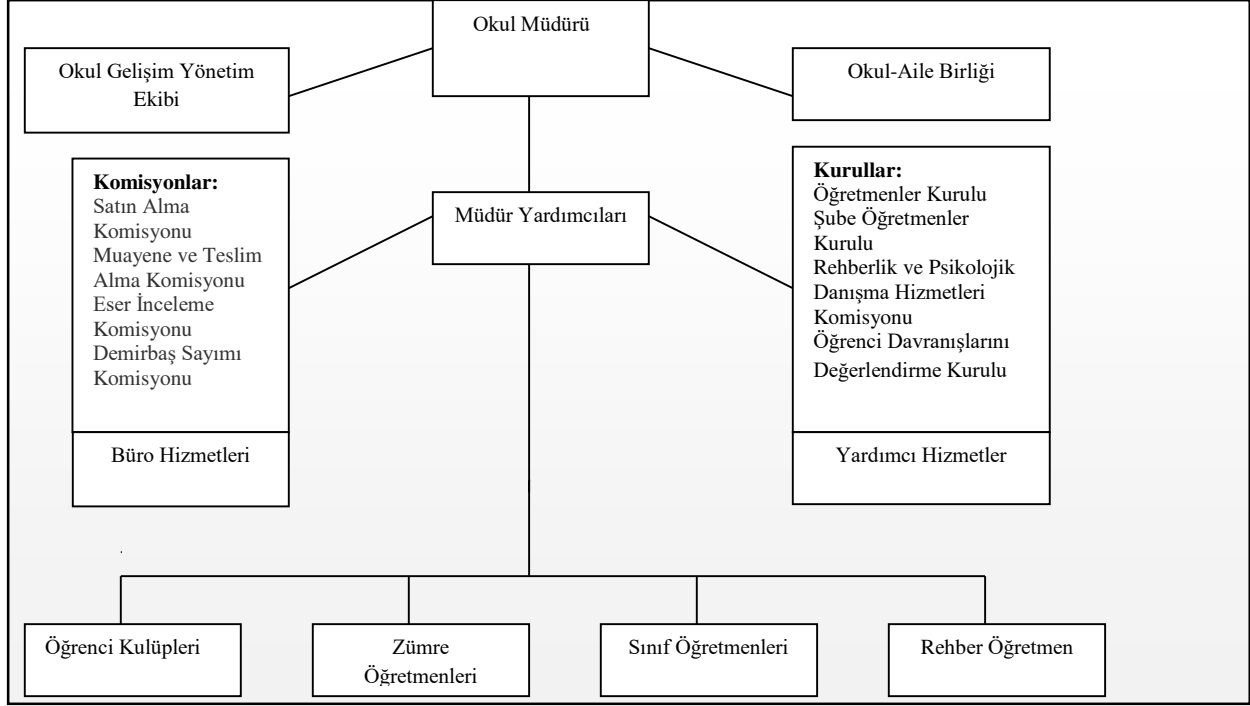 Okul Müdürü
Okul Gelişim Yönetim
Ekibi
Okul-Aile Birliği
Komisyonlar:
Satın Alma
Komisyonu
Muayene ve Teslim
Alma Komisyonu
Eser İnceleme
Komisyonu
Demirbaş Sayımı
Komisyonu
Müdür Yardımcıları
Kurullar:
Öğretmenler Kurulu
Şube Öğretmenler
Kurulu
Rehberlik ve Psikolojik
Danışma Hizmetleri
Komisyonu
Öğrenci Davranışlarını
Değerlendirme Kurulu
Büro Hizmetleri
Yardımcı Hizmetler
Öğrenci Kulüpleri
Zümre
Öğretmenleri
Sınıf Öğretmenleri
Rehber Öğretmen